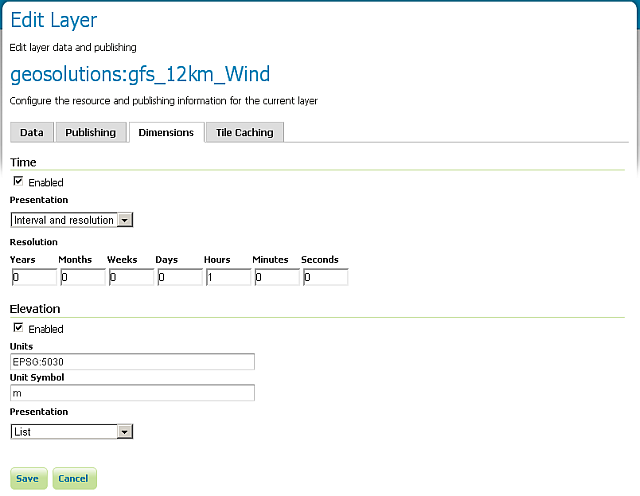 Edit Layer
Edit layer data and publishing
geosolutions:gfs_12km_Wind
Configure the resource and publishing information for the current layer
Data Publishing Dimensions Tile Caching
Time
Enabled
Presentation
Interval and resolution
Resolution
Years Months Weeks Days Hours Minutes Seconds
0 0 0 0 1 0 0
Elevation
Enabled
Units
EPSG:5030
Unit Symbol
m
Presentation
List
Save Cancel